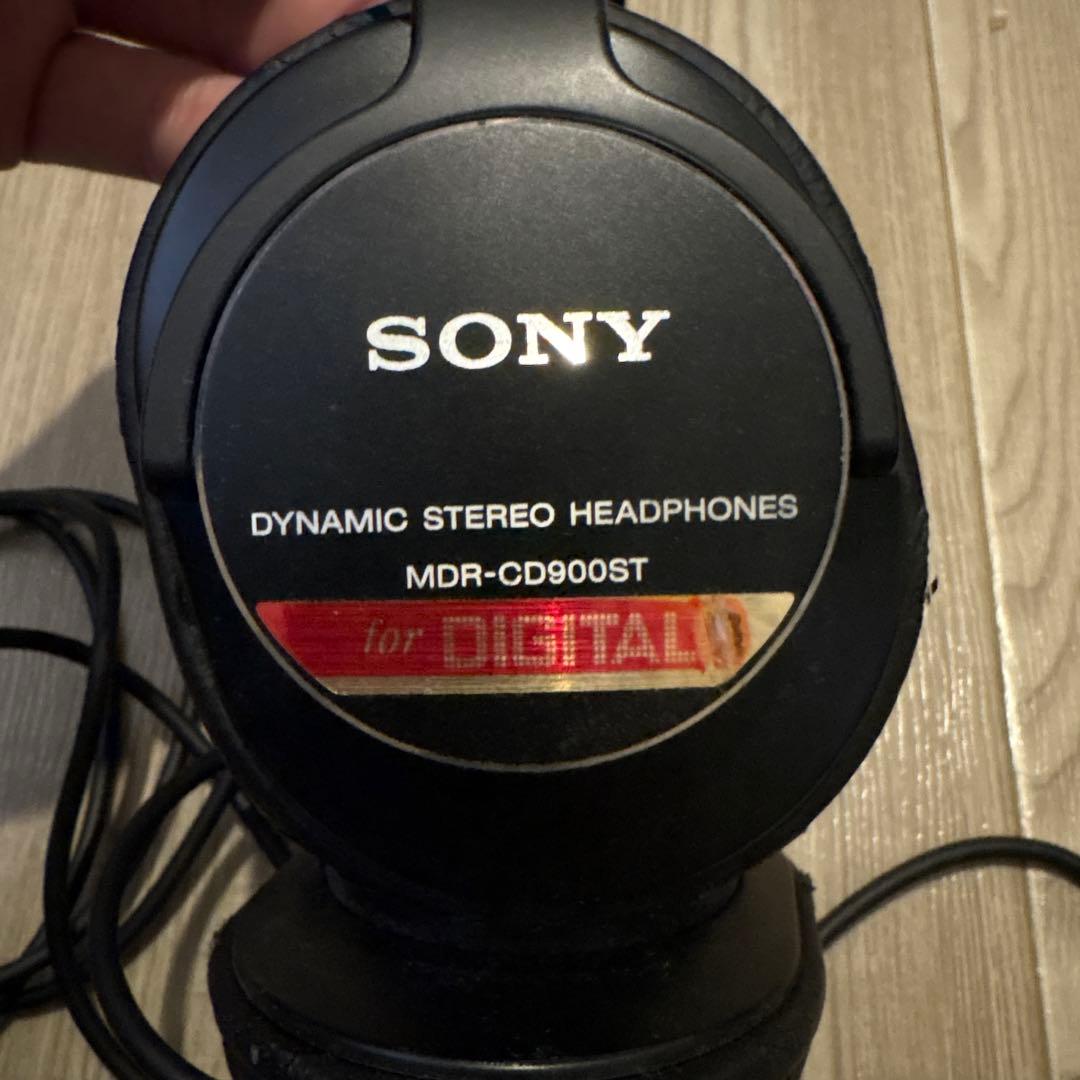 SONY
DYNAMIC STEREO HEADPHONES
MDR-CD900ST
for DIGITAL